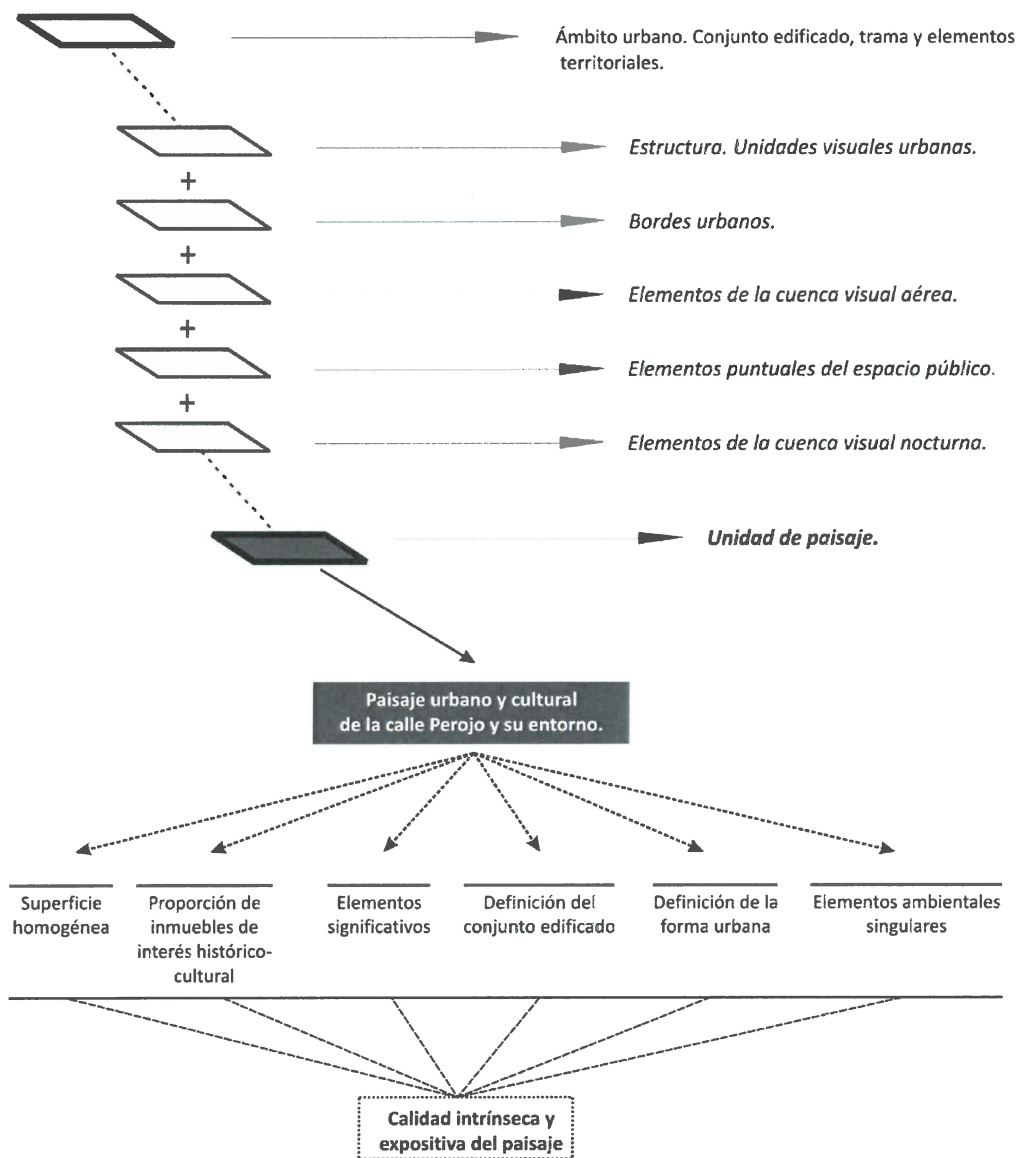 Ámbito urbano. Conjunto edificado, trama y elementos
territoriales.
Estructura. Unidades visuales urbanas.
+
Bordes urbanos.
+
Elementos de la cuenca visual aérea.
+
Elementos puntuales del espacio público.
+
Elementos de la cuenca visual nocturna.
Unidad de paisaje.
Paisaje urbano y cultural
de la calle Perojo y su entorno.
Superficie
homogénea
Proporción de
inmuebles de
interés histórico-
cultural
Elementos
significativos
Definición del
conjunto edificado
Definición de la
forma urbana
Elementos ambientales
singulares
Calidad intrínseca y
expositiva del paisaje